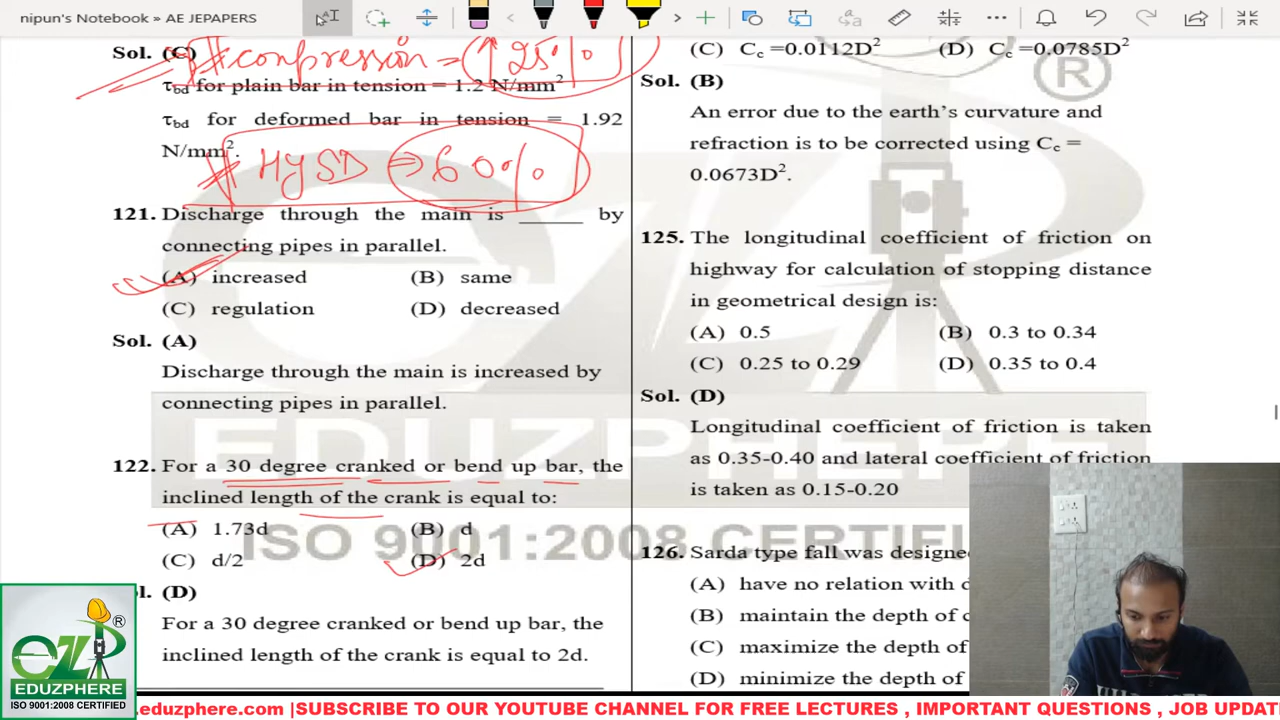 nipun's Notebook » AE JEPAPERS
Sol. (C) # compression = (↑25%)
τbd for plain bar in tension = 1.2 N/mm²
τbd for deformed bar in tension = 1.92
N/mm².
# HYSD ⇒ 60%
121. Discharge through the main is ______ by
connecting pipes in parallel.
(A) increased (B) same
(C) regulation (D) decreased
Sol. (A)
Discharge through the main is increased by
connecting pipes in parallel.
122. For a 30 degree cranked or bend up bar, the
inclined length of the crank is equal to:
(A) 1.73d (B) d
(C) d/2 (D) 2d
(D)
For a 30 degree cranked or bend up bar, the
inclined length of the crank is equal to 2d.
(C) Cc =0.0112D² (D) Cc =0.0785D²
Sol. (B)
An error due to the earth's curvature and
refraction is to be corrected using Cc =
0.0673D².
125. The longitudinal coefficient of friction on
highway for calculation of stopping distance
in geometrical design is:
(A) 0.5 (B) 0.3 to 0.34
(C) 0.25 to 0.29 (D) 0.35 to 0.4
Sol. (D)
Longitudinal coefficient of friction is taken
as 0.35-0.40 and lateral coefficient of friction
is taken as 0.15-0.20
126. Sarda type fall was designe
(A) have no relation with
(B) maintain the depth of
(C) maximize the depth of
(D) minimize the depth of
®
EDUZPHERE
ISO 9001:2008 CERTIF
EZ
EDUZPHERE
ISO 9001:2008 CERTIFIED
.eduzphere.com |SUBSCRIBE TO OUR YOUTUBE CHANNEL FOR FREE LECTURES , IMPORTANT QUESTIONS , JOB UPDAT